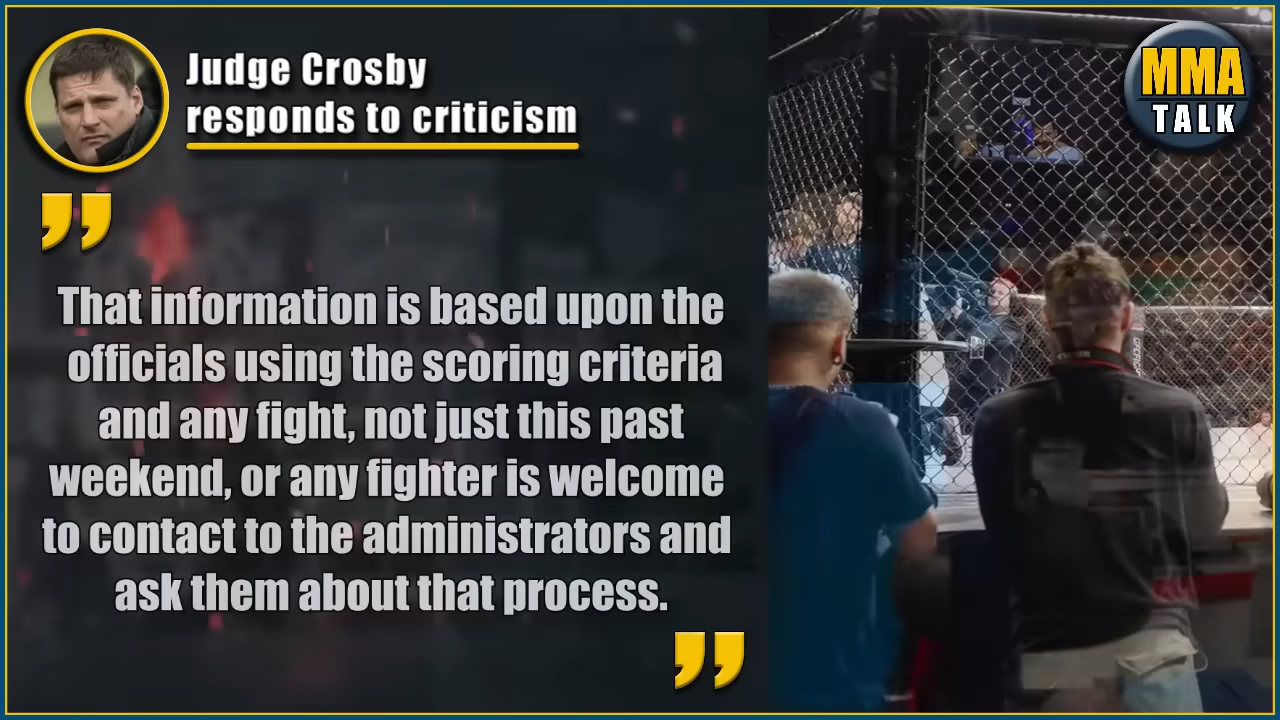 Judge Crosby
responds to criticism
MMA
TALK
”
That information is based upon the
officials using the scoring criteria
and any fight, not just this past
weekend, or any fighter is welcome
to contact to the administrators and
ask them about that process.
”